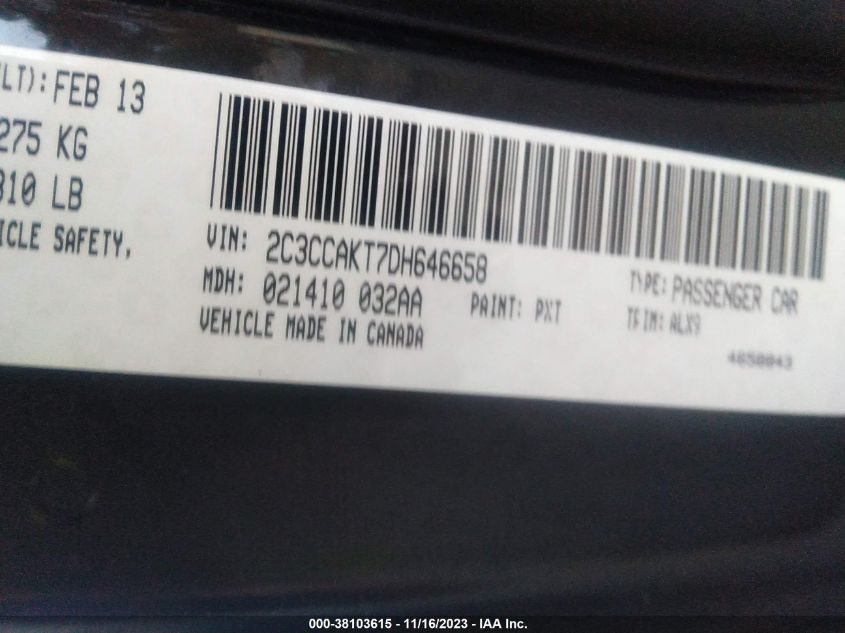 LT): FEB 13
275 KG
310 LB
ICLE SAFETY,
VIN: 2C3CCAKT7DH646658
MDH: 021410 032AA
PAINT: PXT
VEHICLE MADE IN CANADA
TYPE: PASSENGER CAR
TRIM: ALX9
4650043
000-38103615 - 11/16/2023 - IAA Inc.